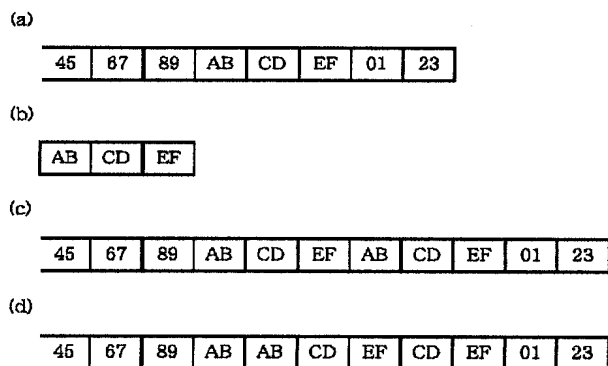 (a)
45 67 89 AB CD EF 01 23
(b)
AB CD EF
(c)
45 67 89 AB CD EF AB CD EF 01 23
(d)
45 67 89 AB AB CD EF CD EF 01 23